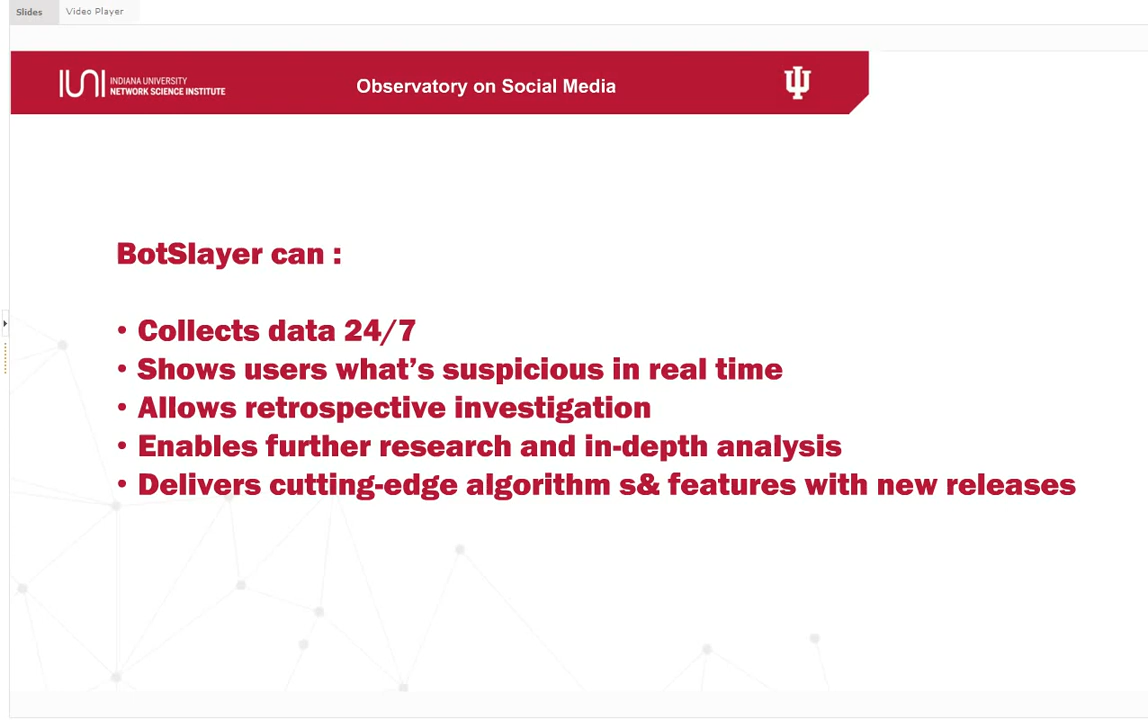 Slides
Video Player
INDIANA UNIVERSITY
NETWORK SCIENCE INSTITUTE
Observatory on Social Media
BotSlayer can :
• Collects data 24/7
• Shows users what’s suspicious in real time
• Allows retrospective investigation
• Enables further research and in-depth analysis
• Delivers cutting-edge algorithm s& features with new releases